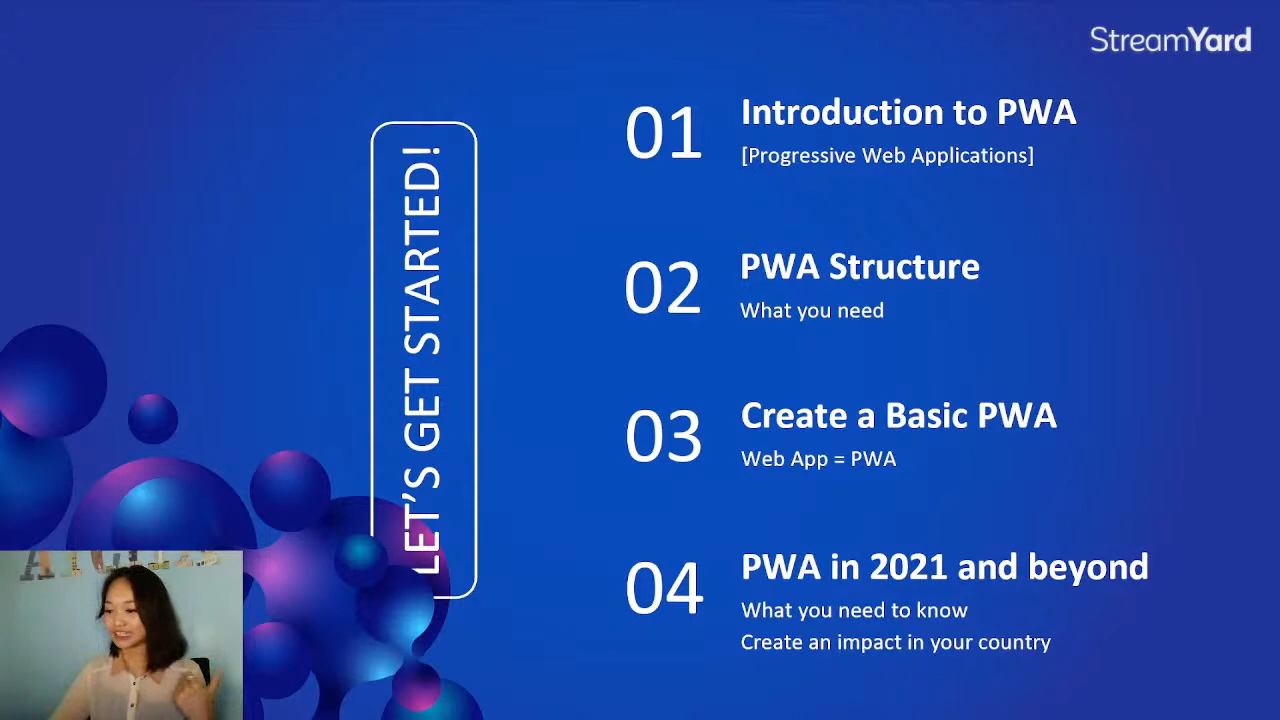 StreamYard
LET'S GET STARTED!
01
Introduction to PWA
[Progressive Web Applications]
02
PWA Structure
What you need
03
Create a Basic PWA
Web App = PWA
04
PWA in 2021 and beyond
What you need to know
Create an impact in your country